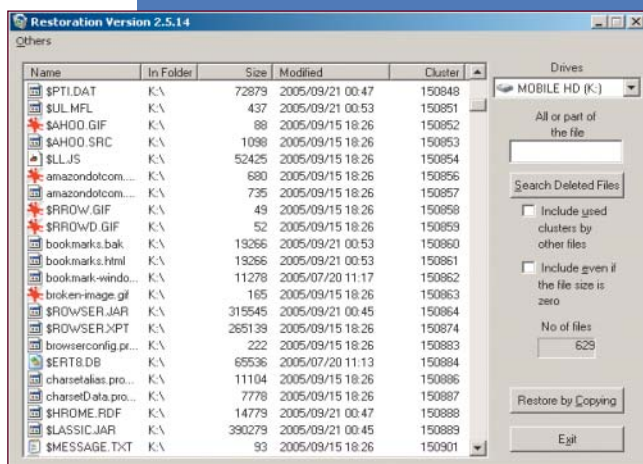 Restoration Version 2.5.14
Others
Name In Folder Size Modified Cluster
$PTI.DAT K:\ 72879 2005/09/21 00:47 150848
$UL.MFL K:\ 437 2005/09/21 00:53 150851
$AHOO.GIF K:\ 88 2005/09/15 18:26 150852
$AHOO.SRC K:\ 1098 2005/09/15 18:26 150853
$LL.JS K:\ 52425 2005/09/15 18:26 150854
amazondotcom.... K:\ 680 2005/09/15 18:26 150856
amazondotcom.... K:\ 735 2005/09/15 18:26 150857
$RROW.GIF K:\ 49 2005/09/15 18:26 150858
$RROWD.GIF K:\ 52 2005/09/15 18:26 150859
bookmarks.bak K:\ 19266 2005/09/21 00:53 150860
bookmarks.html K:\ 19266 2005/09/21 00:53 150861
bookmark-windo... K:\ 11278 2005/07/20 11:17 150862
broken-image.gif K:\ 165 2005/09/15 18:26 150863
$ROWSER.JAR K:\ 315545 2005/09/21 00:45 150864
$ROWSER.XPT K:\ 265139 2005/09/15 18:26 150874
browserconfig.pr... K:\ 222 2005/09/15 18:26 150883
$ERT8.DB K:\ 65536 2005/07/20 11:13 150884
charsetalias.pro... K:\ 11104 2005/09/15 18:26 150886
charsetData.pro... K:\ 7778 2005/09/15 18:26 150887
$HROME.RDF K:\ 14779 2005/09/21 00:47 150888
$LASSIC.JAR K:\ 390279 2005/09/21 00:45 150889
$MESSAGE.TXT K:\ 93 2005/09/15 18:26 150901
Drives
MOBILE HD (K:)
All or part of
the file
Search Deleted Files
Include used
clusters by
other files
Include even if
the file size is
zero
No of files
629
Restore by Copying
Exit